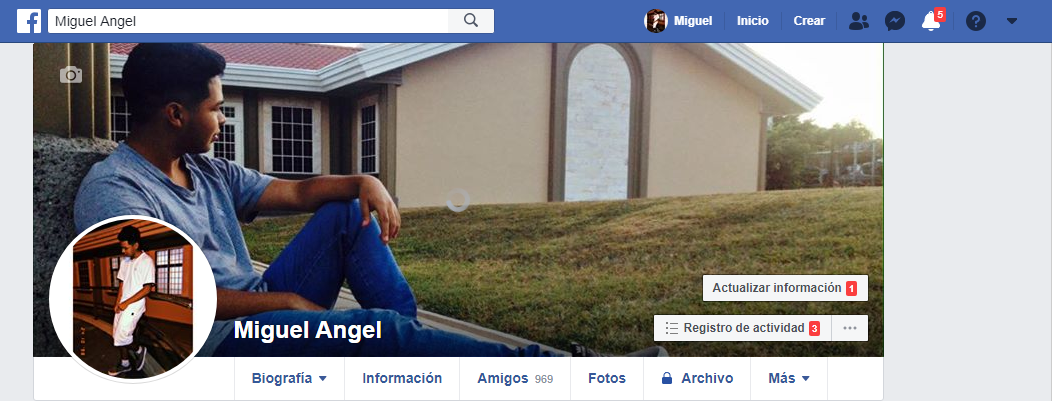 Miguel Angel
Miguel Inicio Crear 5
Actualizar información 1
Miguel Angel
Registro de actividad 3
Biografía Información Amigos 969 Fotos Archivo Más